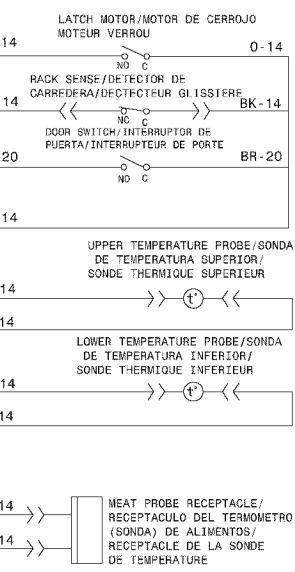 LATCH MOTOR/MOTOR DE CERROJO
MOTEUR VERROU
14
O-14
NO C
RACK SENSE/DETECTOR DE
CARREDERA/DECTECTEUR GLISSIERE
14
BK-14
NC C
DOOR SWITCH/INTERRUPTOR DE
PUERTA/INTERRUPTEUR DE PORTE
20
BR-20
NO C
14
UPPER TEMPERATURE PROBE/SONDA
DE TEMPERATURA SUPERIOR/
SONDE THERMIQUE SUPERIEUR
14
t°
14
LOWER TEMPERATURE PROBE/SONDA
DE TEMPERATURA INFERIOR/
SONDE THERMIQUE INFERIEUR
14
t°
14
14
MEAT PROBE RECEPTACLE/
RECEPTACULO DEL TERMOMETRO
(SONDA) DE ALIMENTOS/
14
RECEPTACLE DE LA SONDE
DE TEMPERATURE